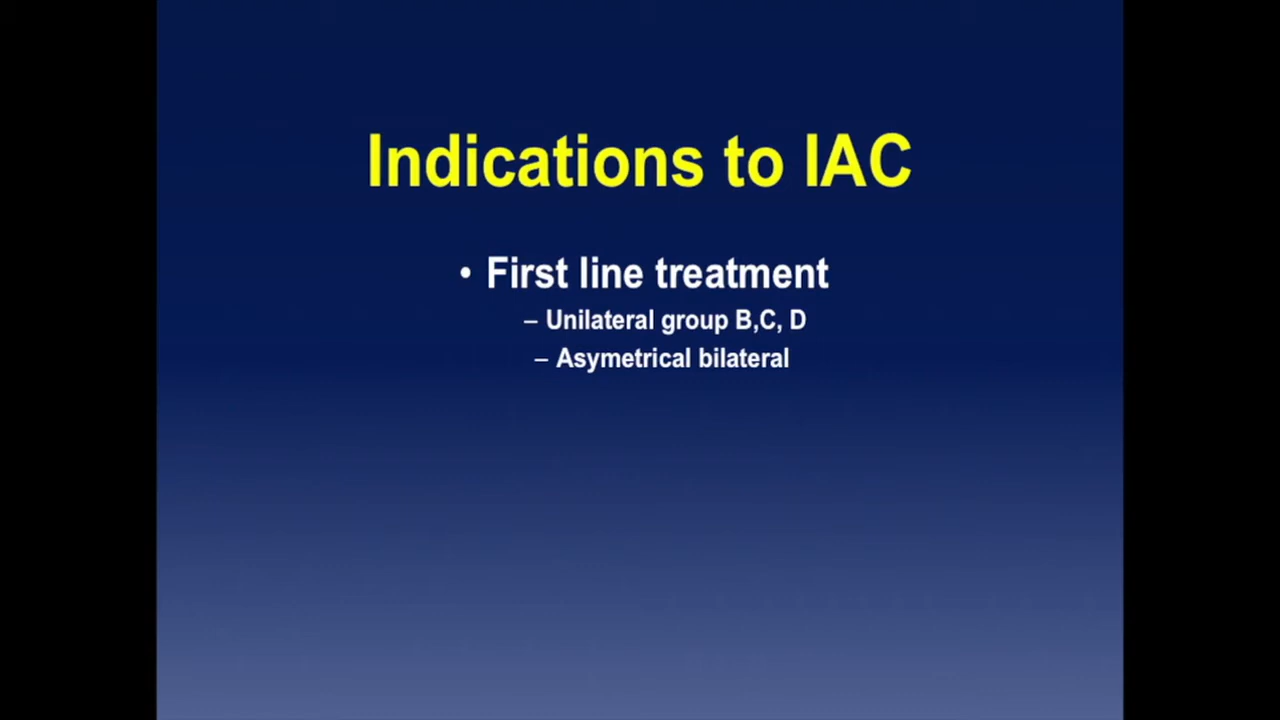 Indications to IAC
• First line treatment
– Unilateral group B,C, D
– Asymetrical bilateral